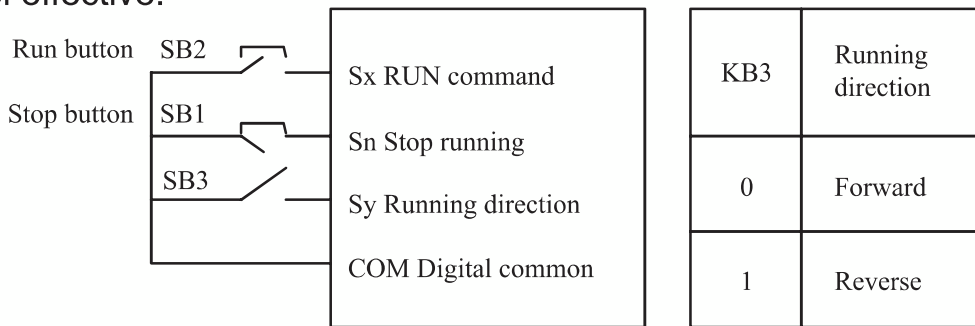 effective.
Run button SB2
Sx RUN command
Stop button SB1
Sn Stop running
SB3
Sy Running direction
COM Digital common
KB3 Running
direction
0 Forward
1 Reverse